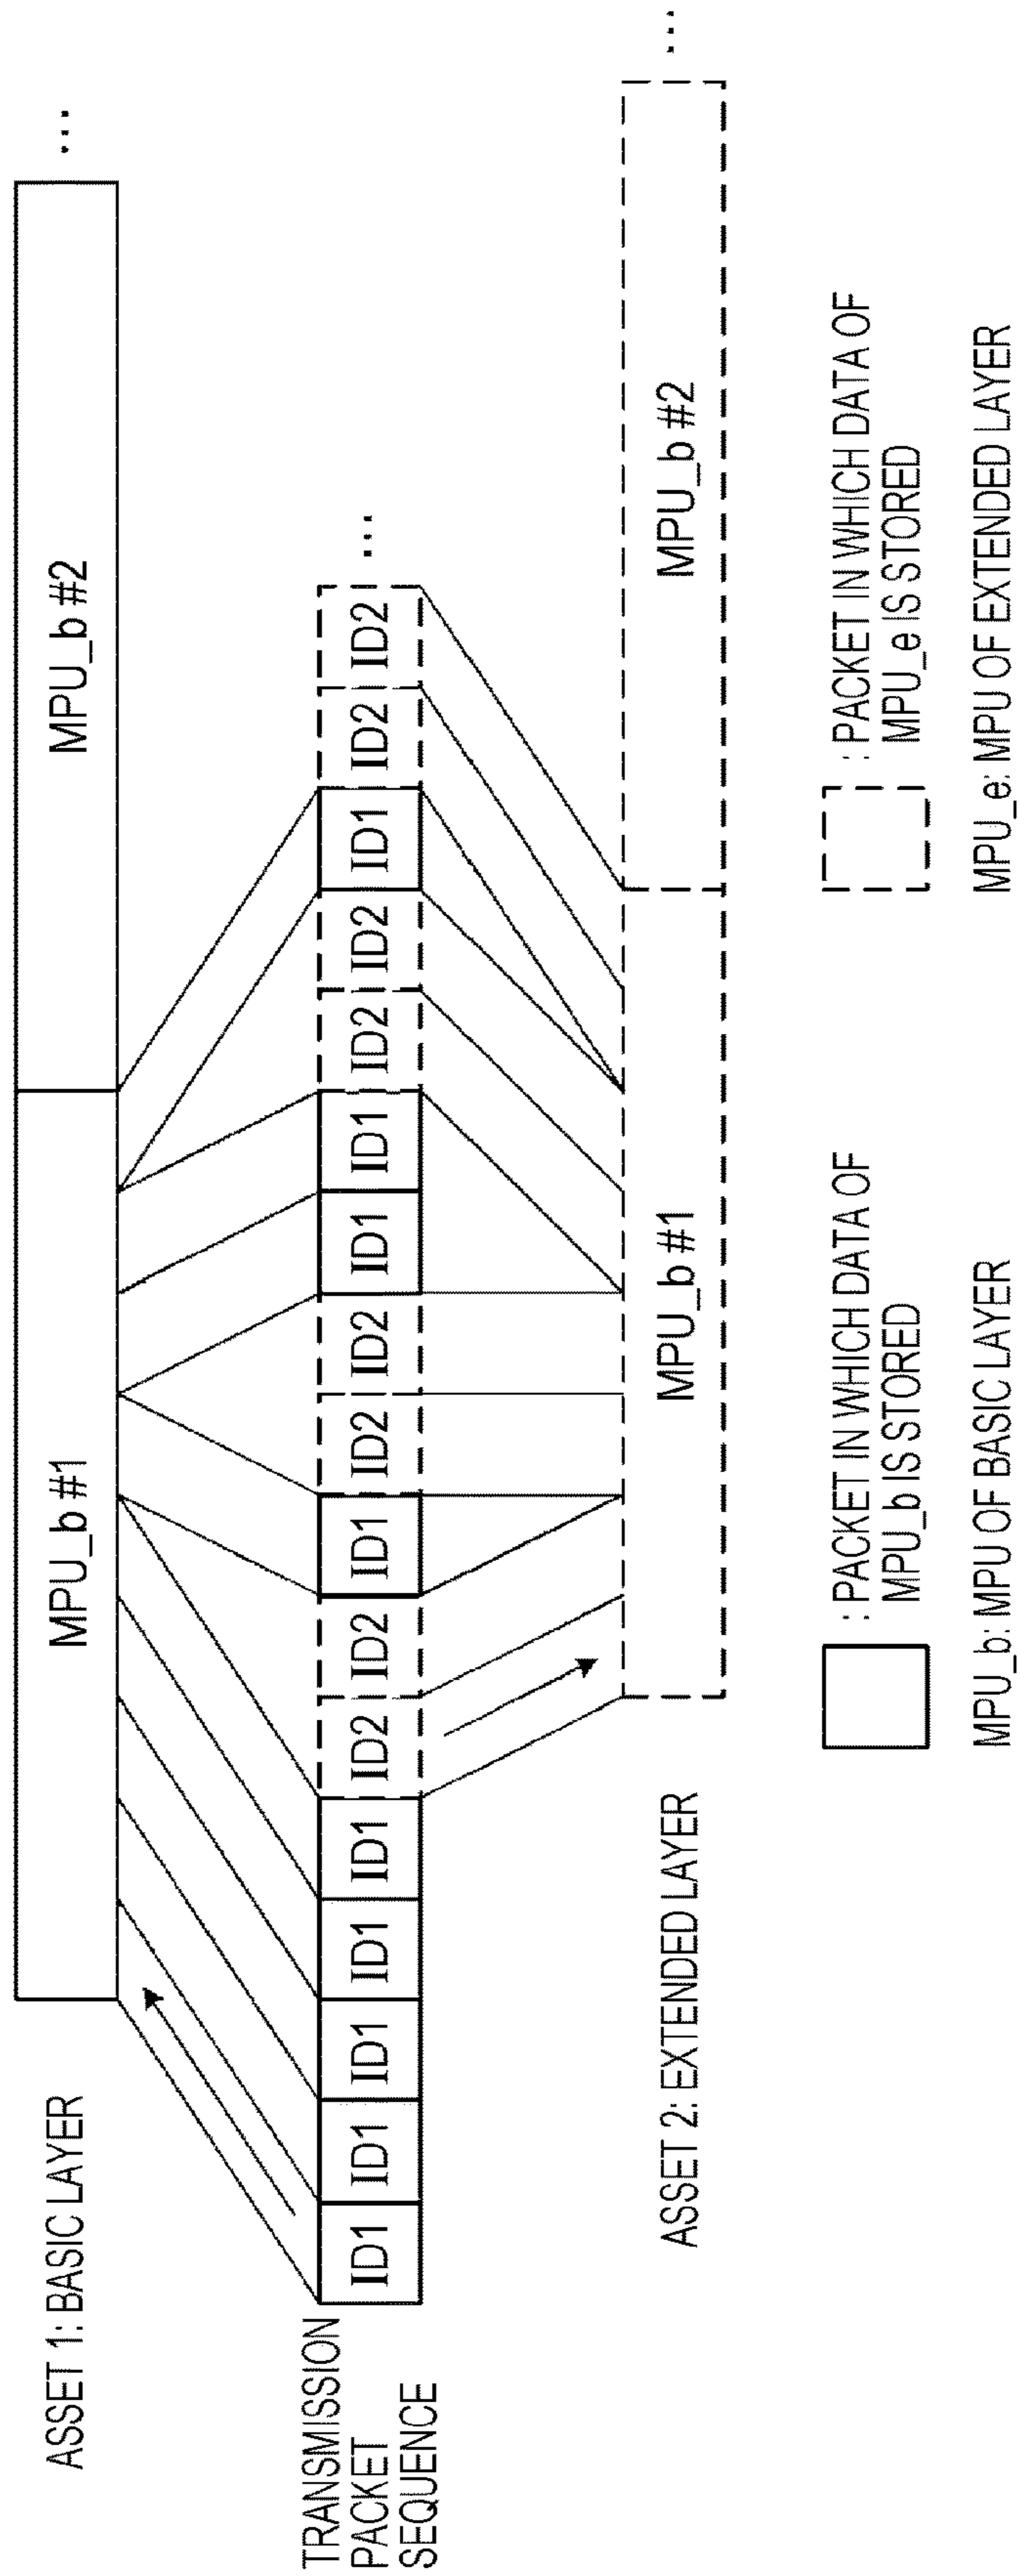 MPU_b #1 MPU_b #2 ...
ASSET 1: BASIC LAYER
TRANSMISSION
PACKET
SEQUENCE
ID1 ID1 ID1 ID1 ID1 ID2 ID2 ID1 ID2 ID2 ID1 ID1 ID2 ID2 ID1 ID2 ID2 ...
ASSET 2: EXTENDED LAYER
MPU_b #1 MPU_b #2 ...
: PACKET IN WHICH DATA OF
MPU_b IS STORED
: PACKET IN WHICH DATA OF
MPU_e IS STORED
MPU_b: MPU OF BASIC LAYER
MPU_e: MPU OF EXTENDED LAYER